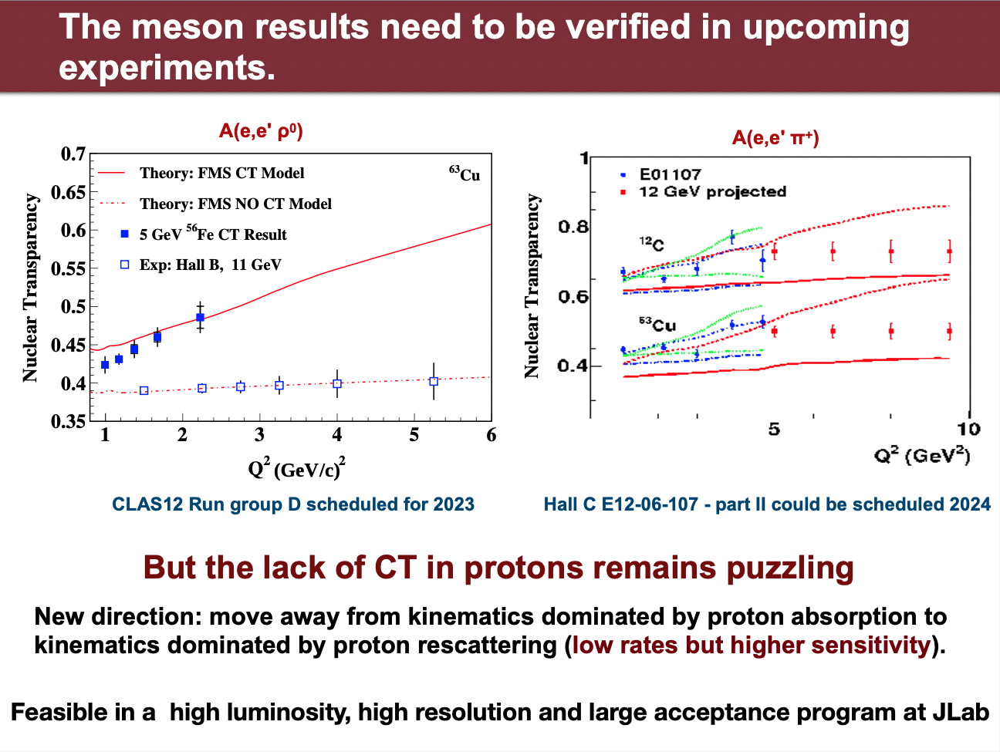 The meson results need to be verified in upcoming
experiments.
A(e,e' ρ⁰)
0.7
0.65
0.6
0.55
0.5
0.45
0.4
0.35
Nuclear Transparency
Theory: FMS CT Model
⁶³Cu
Theory: FMS NO CT Model
5 GeV ⁵⁶Fe CT Result
Exp: Hall B, 11 GeV
1 2 3 4 5 6
Q² (GeV/c)²
A(e,e' π⁺)
1
0.8
0.6
0.4
Nuclear Transparency
E01107
12 GeV projected
¹²C
⁶³Cu
5 10
Q² (GeV²)
CLAS12 Run group D scheduled for 2023
Hall C E12-06-107 - part II could be scheduled 2024
But the lack of CT in protons remains puzzling
New direction: move away from kinematics dominated by proton absorption to
kinematics dominated by proton rescattering (low rates but higher sensitivity).
Feasible in a high luminosity, high resolution and large acceptance program at JLab